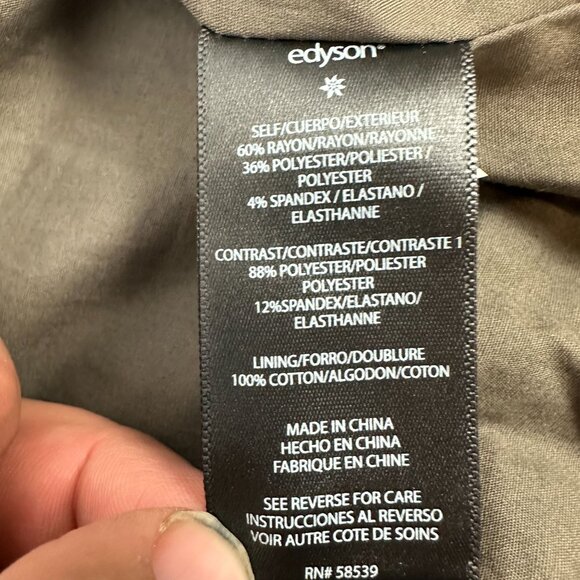 edyson®
SELF/CUERPO/EXTERIEUR
60% RAYON/RAYON/RAYONNE
36% POLYESTER/POLIESTER /
POLYESTER
4% SPANDEX / ELASTANO /
ELASTHANNE
CONTRAST/CONTRASTE/CONTRASTE 1
88% POLYESTER/POLIESTER
POLYESTER
12%SPANDEX/ELASTANO/
ELASTHANNE
LINING/FORRO/DOUBLURE
100% COTTON/ALGODON/COTON
MADE IN CHINA
HECHO EN CHINA
FABRIQUE EN CHINE
SEE REVERSE FOR CARE
INSTRUCCIONES AL REVERSO
VOIR AUTRE COTE DE SOINS
RN# 58539